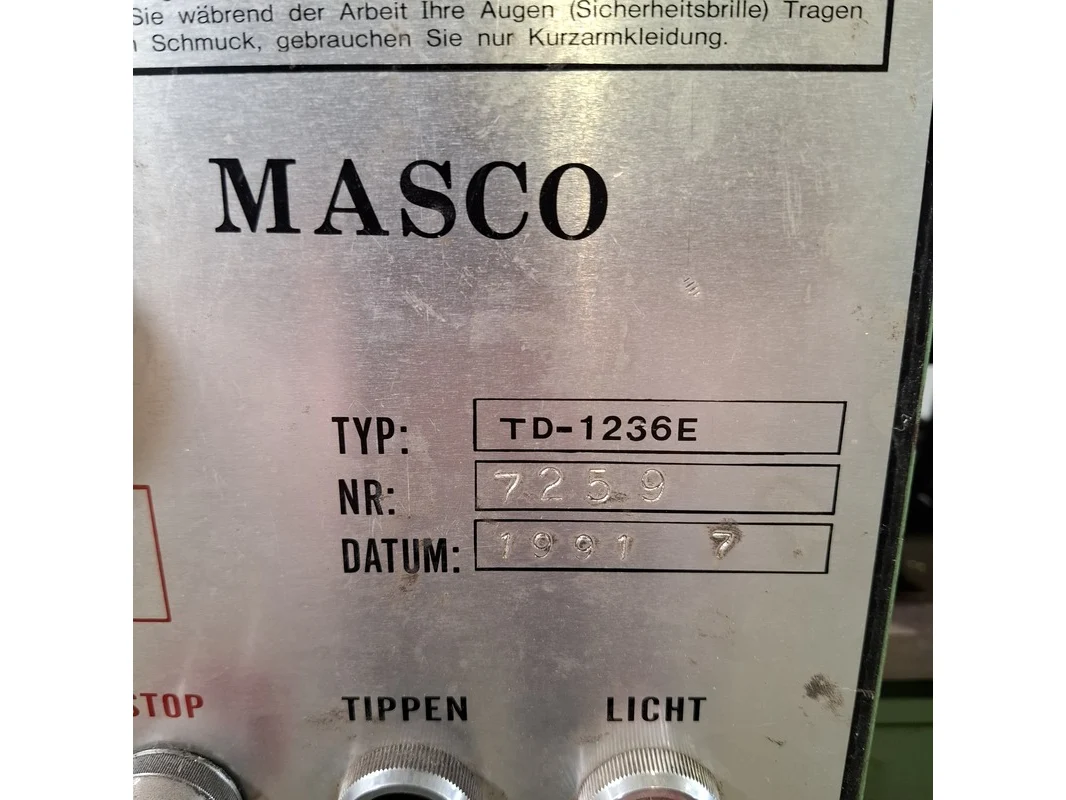 Sie während der Arbeit Ihre Augen (Sicherheitsbrille) Tragen
Schmuck, gebrauchen Sie nur Kurzarmkleidung.
MASCO
TYP: TD-1236E
NR: 7259
DATUM: 1991 7
STOP TIPPEN LICHT